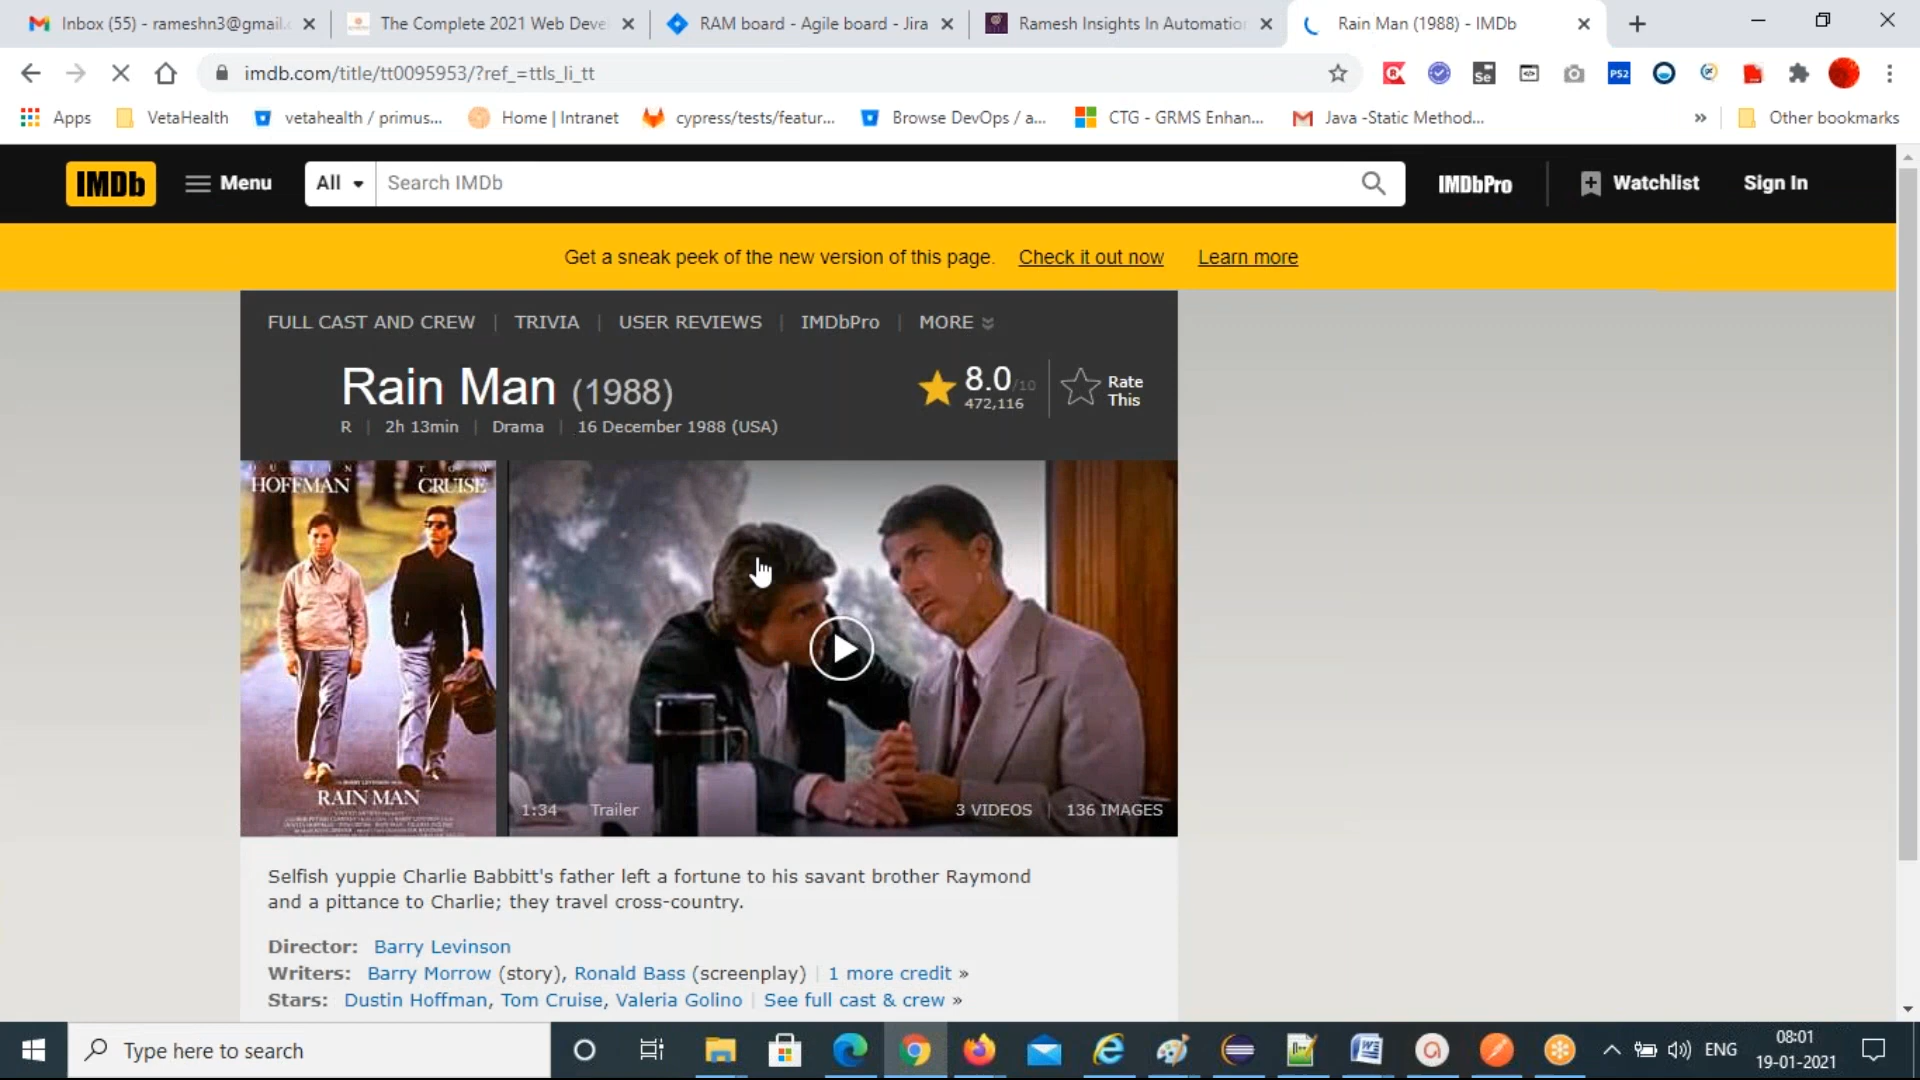 Inbox (55) - rameshn3@gmail.
The Complete 2021 Web Deve
RAM board - Agile board - Jira
Ramesh Insights In Automation
Rain Man (1988) - IMDb
imdb.com/title/tt0095953/?ref_=ttls_li_tt
Se
PS2
Apps
VetaHealth
vetahealth / primus...
Home | Intranet
cypress/tests/featur...
Browse DevOps / a...
CTG - GRMS Enhan...
Java -Static Method...
»
Other bookmarks
IMDb
Menu
All
Search IMDb
IMDbPro
Watchlist
Sign In
Get a sneak peek of the new version of this page. Check it out now Learn more
FULL CAST AND CREW | TRIVIA | USER REVIEWS | IMDbPro | MORE
Rain Man (1988)
8.0/10
472,116
Rate This
R | 2h 13min | Drama | 16 December 1988 (USA)
DUSTIN TOM
HOFFMAN CRUISE
RAIN MAN
1:34 Trailer
3 VIDEOS | 136 IMAGES
Selfish yuppie Charlie Babbitt's father left a fortune to his savant brother Raymond
and a pittance to Charlie; they travel cross-country.
Director: Barry Levinson
Writers: Barry Morrow (story), Ronald Bass (screenplay) | 1 more credit »
Stars: Dustin Hoffman, Tom Cruise, Valeria Golino | See full cast & crew »
Type here to search
ENG
08:01
19-01-2021